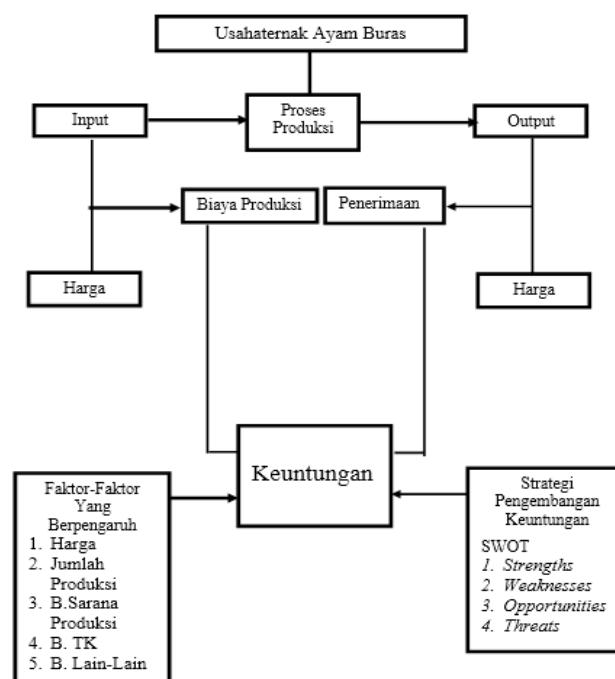 Usahaternak Ayam Buras
Input
Proses
Produksi
Output
Biaya Produksi
Penerimaan
Harga
Harga
Keuntungan
Faktor-Faktor
Yang
Berpengaruh
1. Harga
2. Jumlah
Produksi
3. B.Sarana
Produksi
4. B. TK
5. B. Lain-Lain
Strategi
Pengembangan
Keuntungan
SWOT
1. Strengths
2. Weaknesses
3. Opportunities
4. Threats